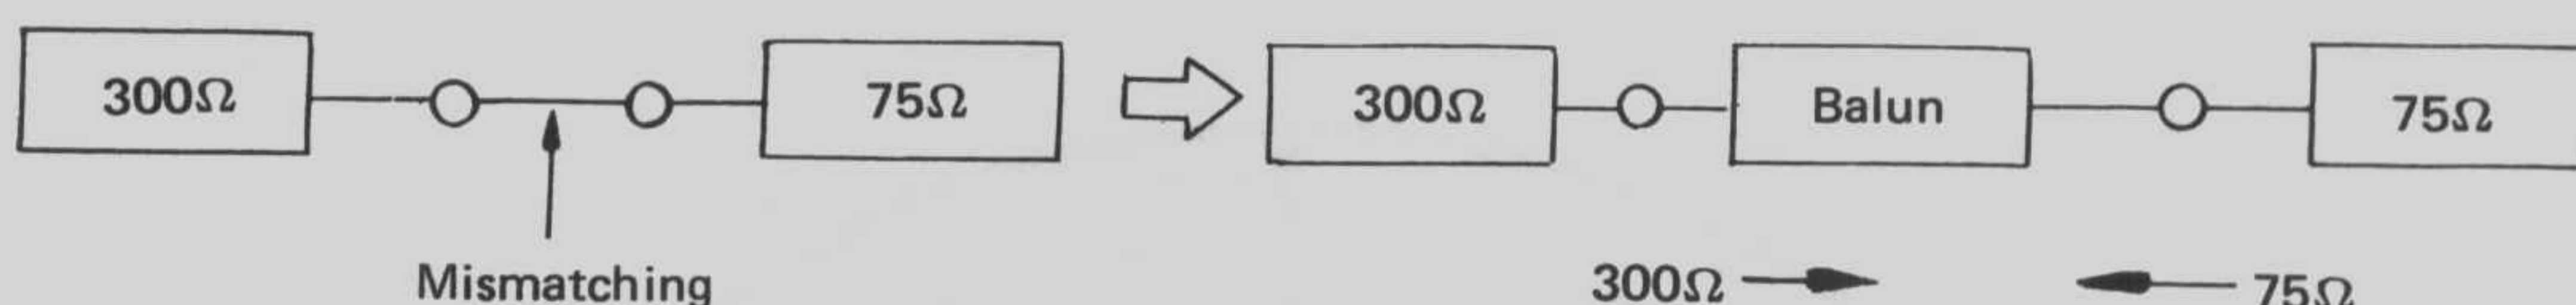 300Ω 75Ω 300Ω Balun 75Ω
Mismatching 300Ω 75Ω